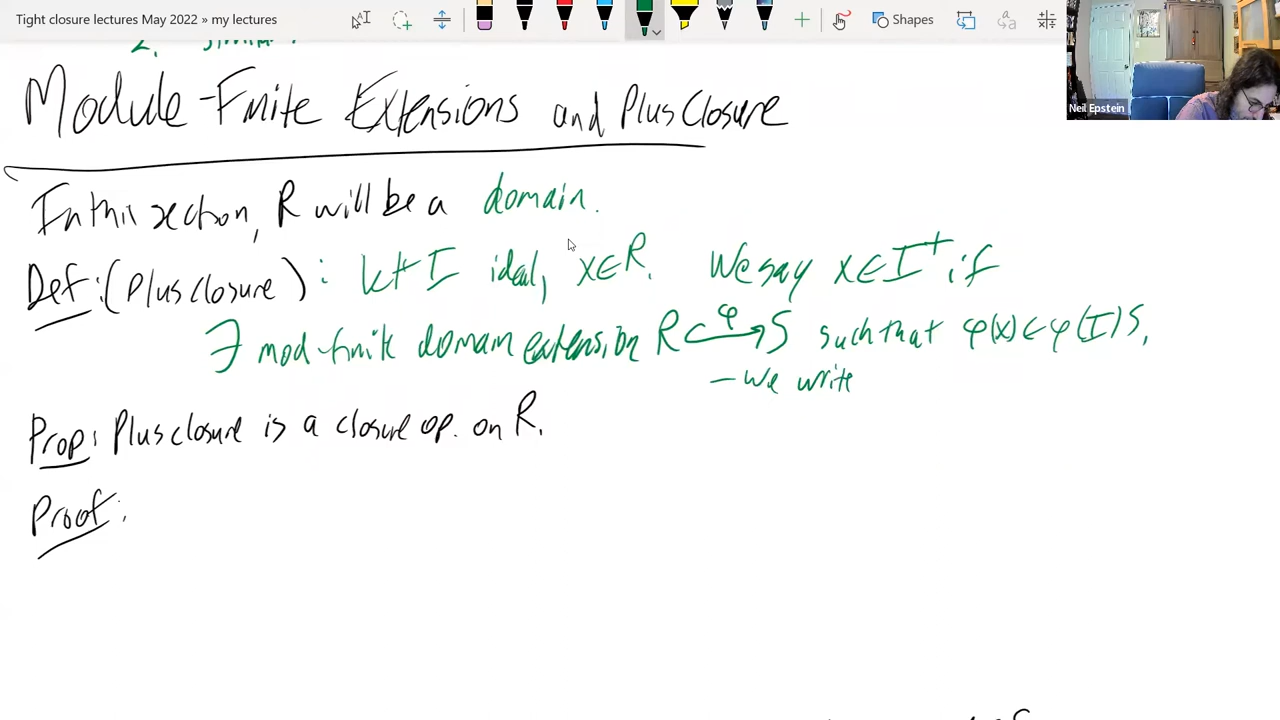 Tight closure lectures May 2022 » my lectures
Shapes
Neil Epstein
2. similar.
Module-Finite Extensions and Plus Closure
In this section, R will be a domain.
Def: (Plus closure): let I ideal, x∈R. We say x∈I⁺ if
∃ mod-finite domain extension R ↪^φ S such that φ(x)∈φ(I)S.
— We write
Prop: Plus closure is a closure op. on R.
Proof: